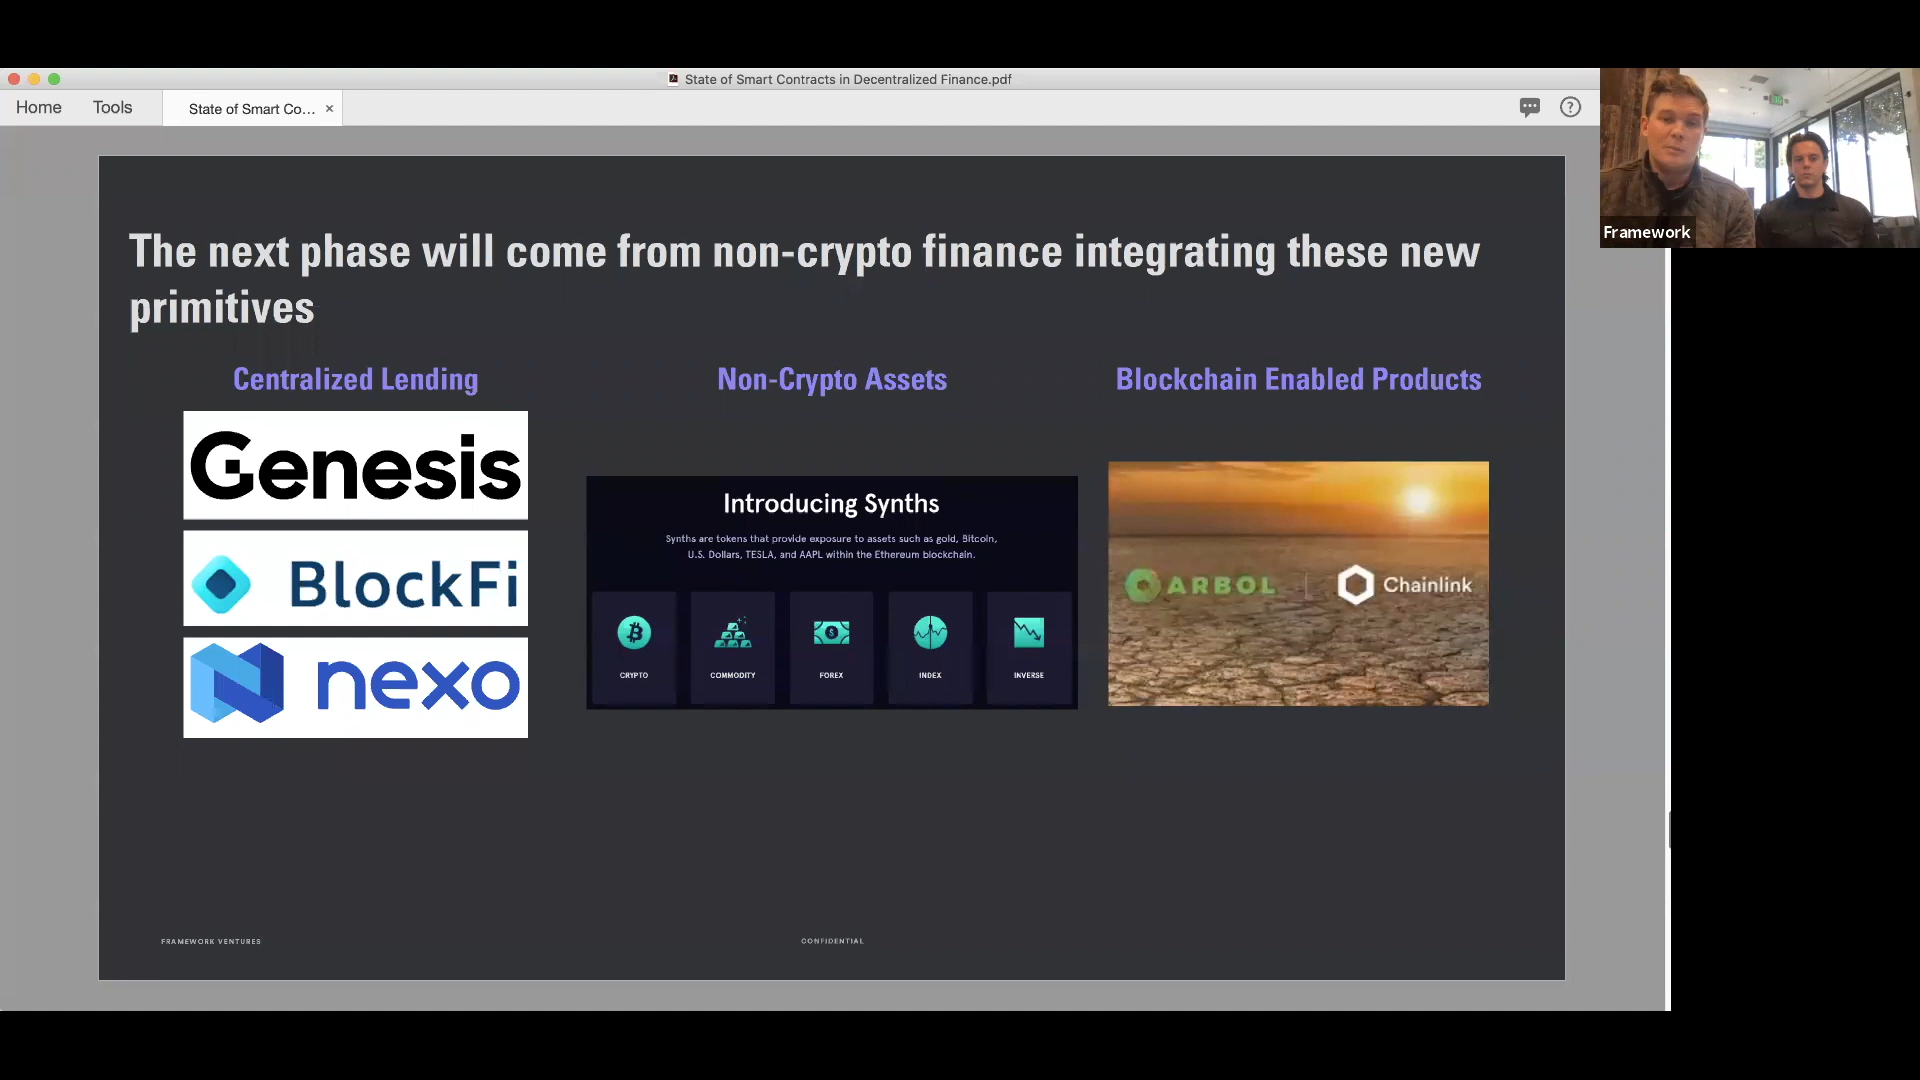 State of Smart Contracts in Decentralized Finance.pdf
Home
Tools
State of Smart Co... ×
?
Framework
The next phase will come from non-crypto finance integrating these new
primitives
Centralized Lending
Genesis
BlockFi
nexo
Non-Crypto Assets
Introducing Synths
Synths are tokens that provide exposure to assets such as gold, Bitcoin,
U.S. Dollars, TESLA, and AAPL within the Ethereum blockchain.
CRYPTO
COMMODITY
FOREX
INDEX
INVERSE
Blockchain Enabled Products
ARBOL | Chainlink
FRAMEWORK VENTURES
CONFIDENTIAL